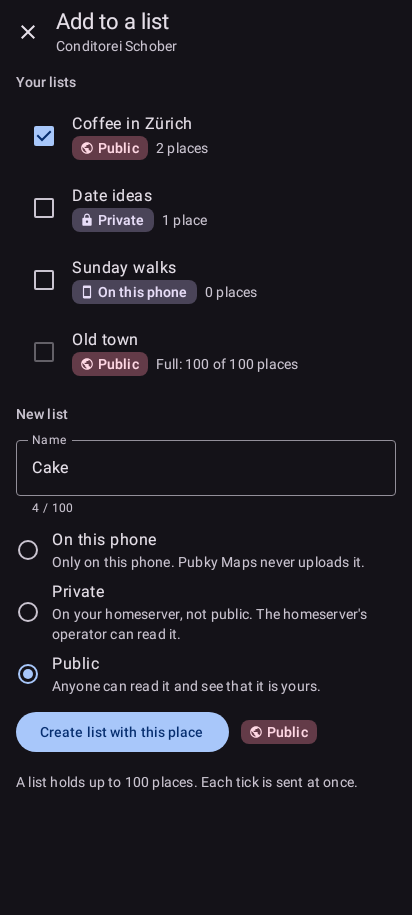 Add to a list
Conditorei Schober
Your lists
Coffee in Zürich
Public 2 places
Date ideas
Private 1 place
Sunday walks
On this phone 0 places
Old town
Public Full: 100 of 100 places
New list
Name
Cake
4 / 100
On this phone
Only on this phone. Pubky Maps never uploads it.
Private
On your homeserver, not public. The homeserver's
operator can read it.
Public
Anyone can read it and see that it is yours.
Create list with this place Public
A list holds up to 100 places. Each tick is sent at once.